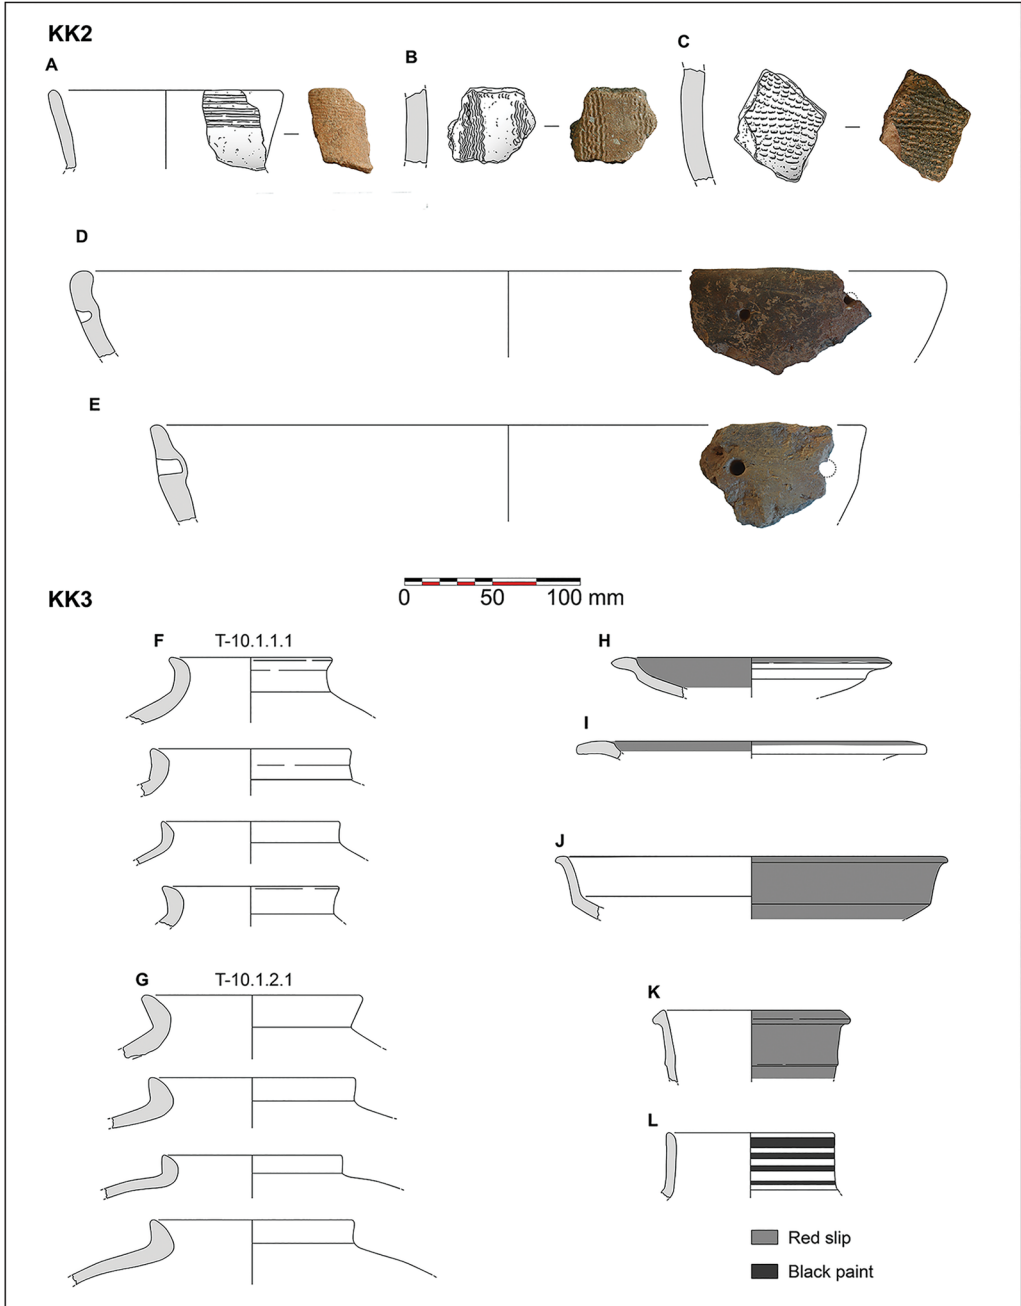 KK2
A
B
C
D
E
0 50 100 mm
KK3
F T-10.1.1.1
H
I
J
G T-10.1.2.1
K
L
Red slip
Black paint